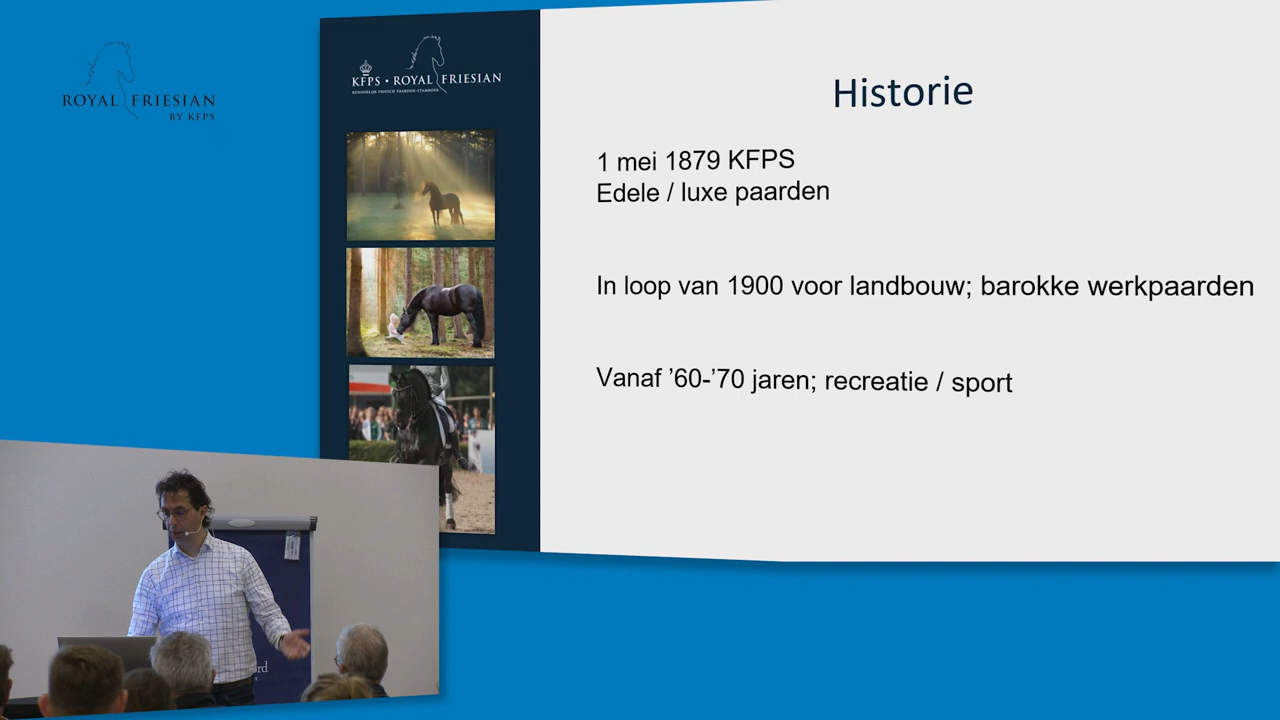 ROYAL FRIESIAN
BY KFPS
KFPS • ROYAL FRIESIAN
KONINKLIJK FRIESCH PAARDEN-STAMBOEK
Historie
1 mei 1879 KFPS
Edele / luxe paarden
In loop van 1900 voor landbouw; barokke werkpaarden
Vanaf ’60-’70 jaren; recreatie / sport